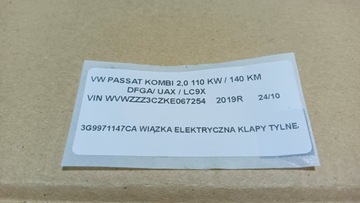 VW PASSAT KOMBI 2,0 110 KW / 140 KM
DFGA/ UAX / LC9X
VIN WVWZZZ3CZKE067254 2019R 24/10
3G9971147CA WIĄZKA ELEKTRYCZNA KLAPY TYLNEJ